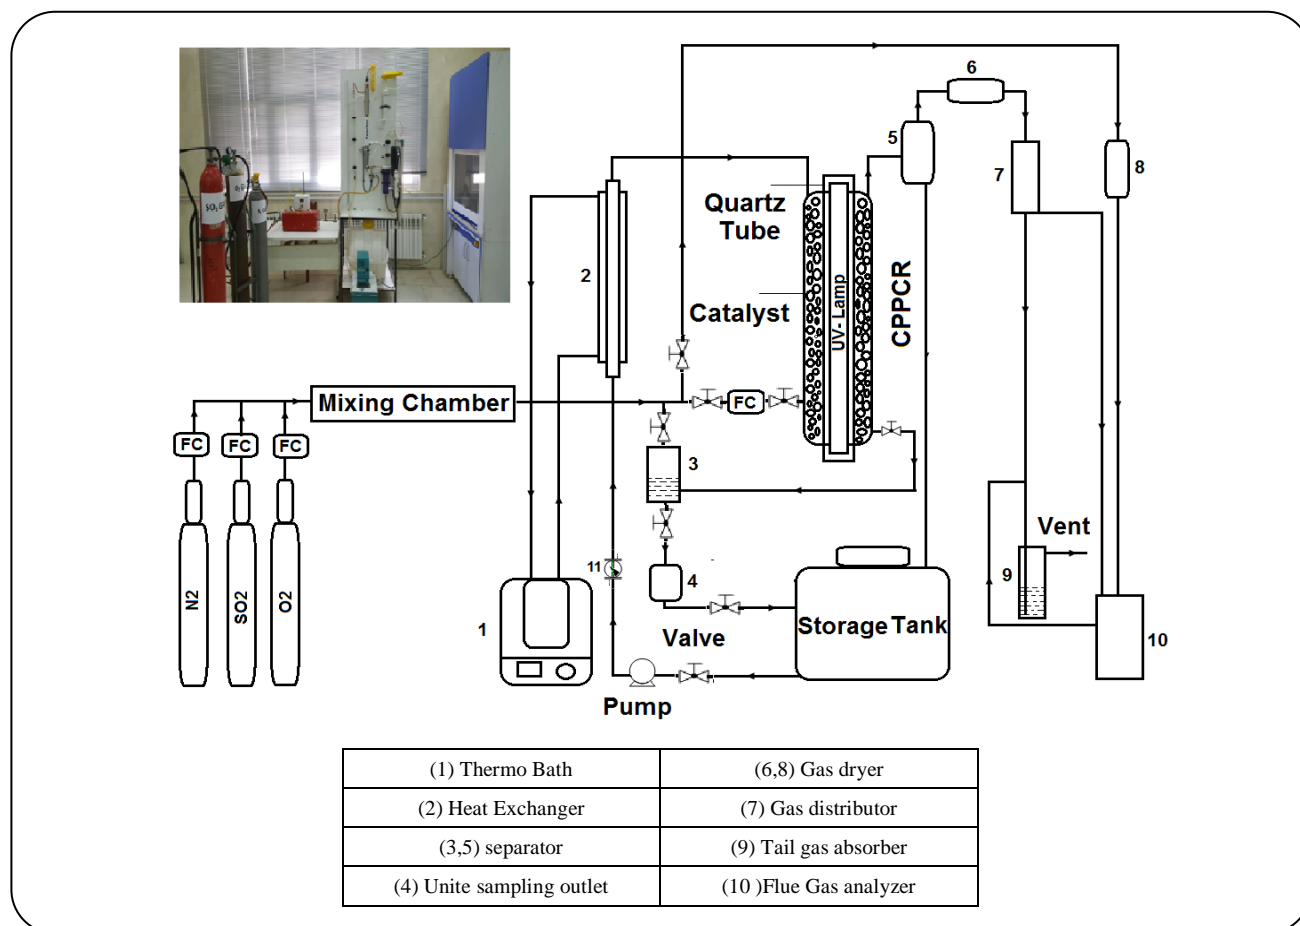 SO2
6
5
7
8
Quartz
Tube
2
Catalyst
UV- Lamp
CPPCR
Mixing Chamber
FC
FC
FC
FC
3
Vent
11
4
9
N2
SO2
O2
1
Valve
Storage Tank
10
Pump
(1) Thermo Bath
(6,8) Gas dryer
(2) Heat Exchanger
(7) Gas distributor
(3,5) separator
(9) Tail gas absorber
(4) Unite sampling outlet
(10 )Flue Gas analyzer